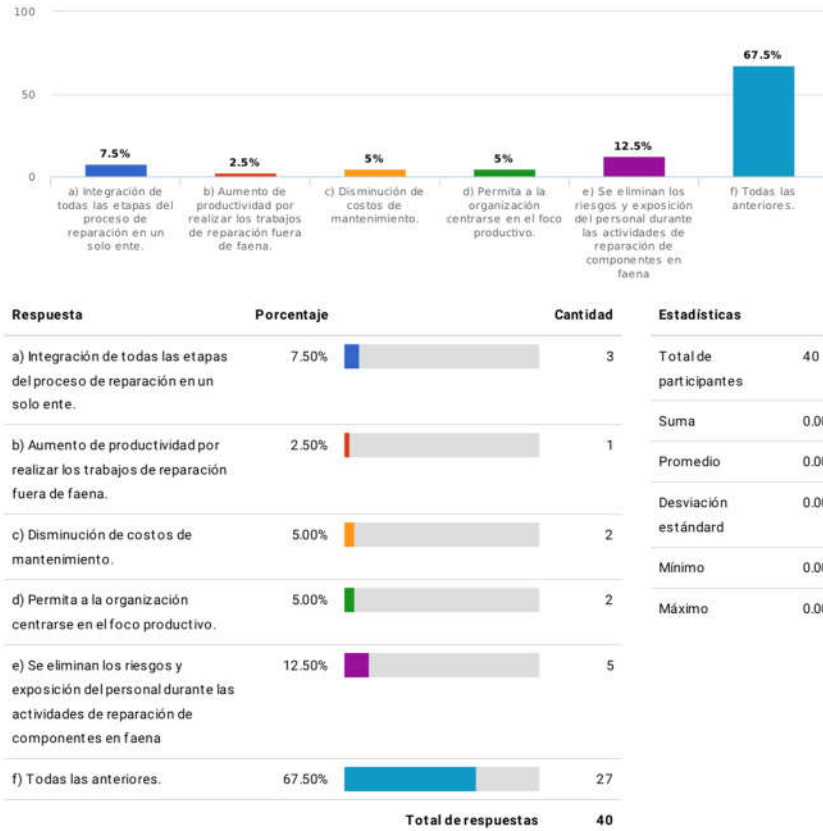 100
67.5%
50
12.5%
7.5%
2.5%
5%
5%
0
a) Integración de
todas las etapas del
proceso de
reparación en un
solo ente.
b) Aumento de
productividad por
realizar los trabajos
de reparación fuera
de faena.
c) Disminución de
costos de
mantenimiento.
d) Permita a la
organización
centrarse en el foco
productivo.
e) Se eliminan los
riesgos y exposición
del personal durante
las actividades de
reparación de
componentes en
faena
f) Todas las
anteriores.
Respuesta Porcentaje Cantidad
a) Integración de todas las etapas 7.50% 3
del proceso de reparación en un
solo ente.
b) Aumento de productividad por 2.50% 1
realizar los trabajos de reparación
fuera de faena.
c) Disminución de costos de 5.00% 2
mantenimiento.
d) Permita a la organización 5.00% 2
centrarse en el foco productivo.
e) Se eliminan los riesgos y 12.50% 5
exposición del personal durante las
actividades de reparación de
componentes en faena
f) Todas las anteriores. 67.50% 27
Total de respuestas 40
Estadísticas
Total de 40
participantes
Suma
Promedio
Desviación
estándard
Mínimo
Máximo